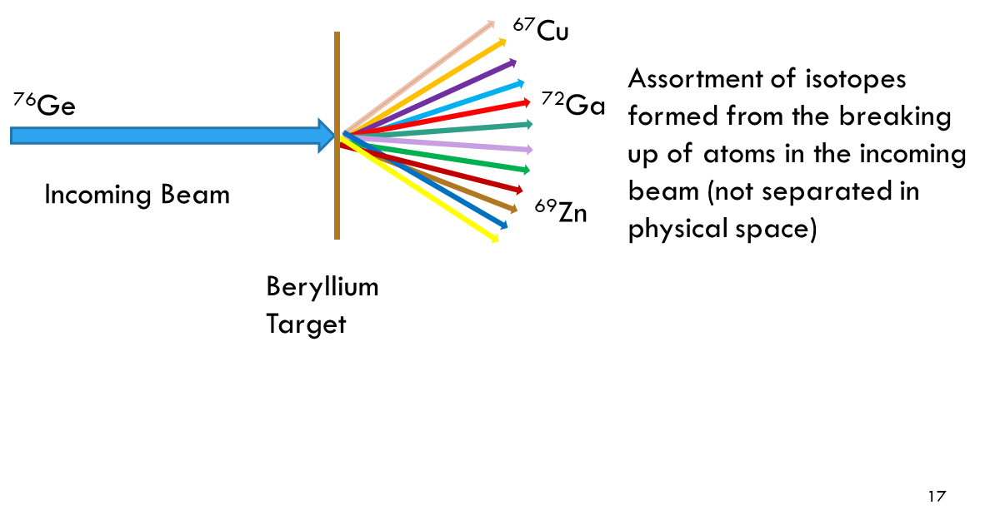 ⁶⁷Cu
⁷⁶Ge
⁷²Ga
Assortment of isotopes
formed from the breaking
up of atoms in the incoming
beam (not separated in
physical space)
Incoming Beam
⁶⁹Zn
Beryllium
Target
17